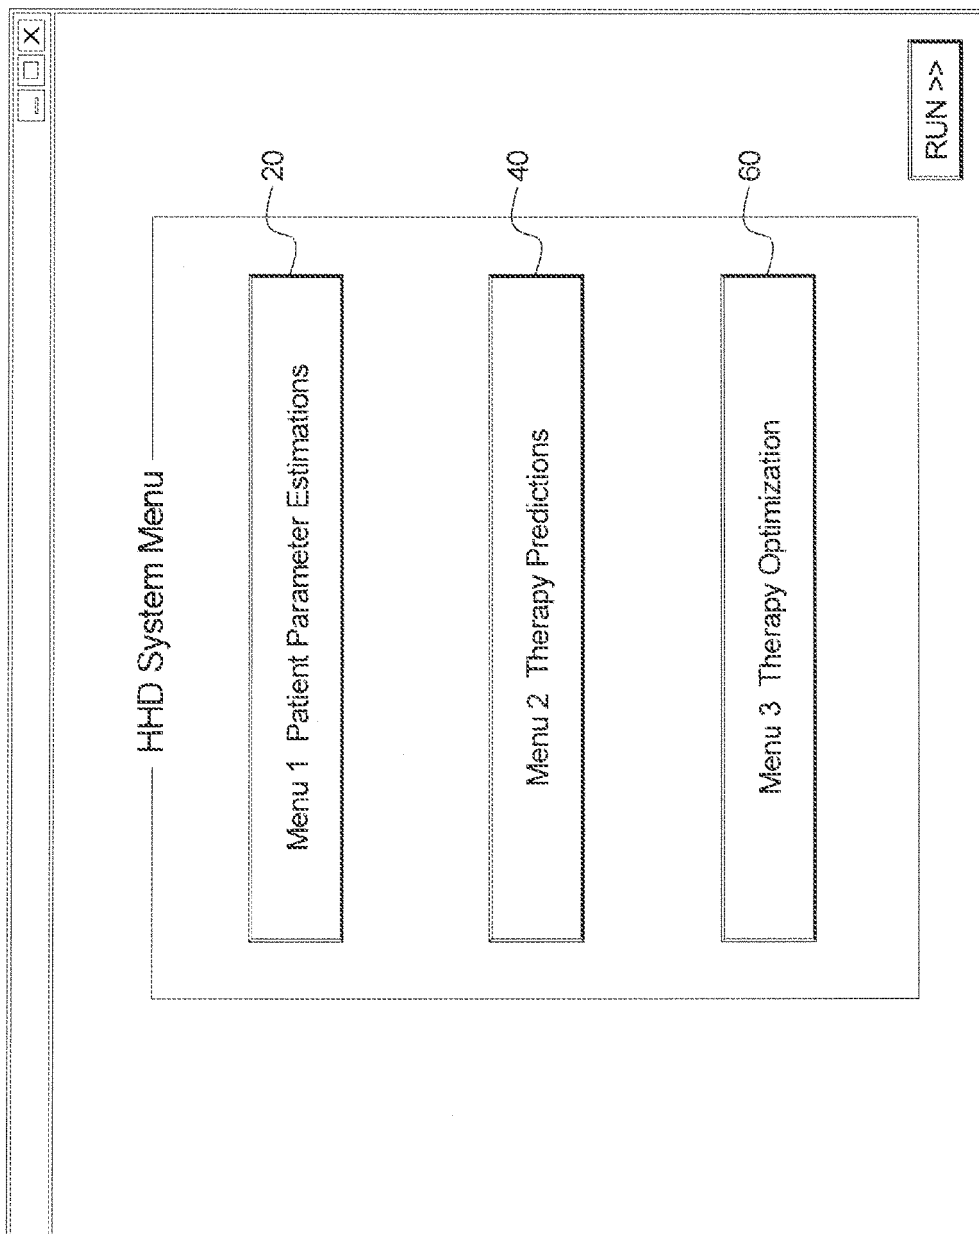 HHD System Menu
Menu 1 Patient Parameter Estimations
20
Menu 2 Therapy Predictions
40
Menu 3 Therapy Optimization
60
RUN >>